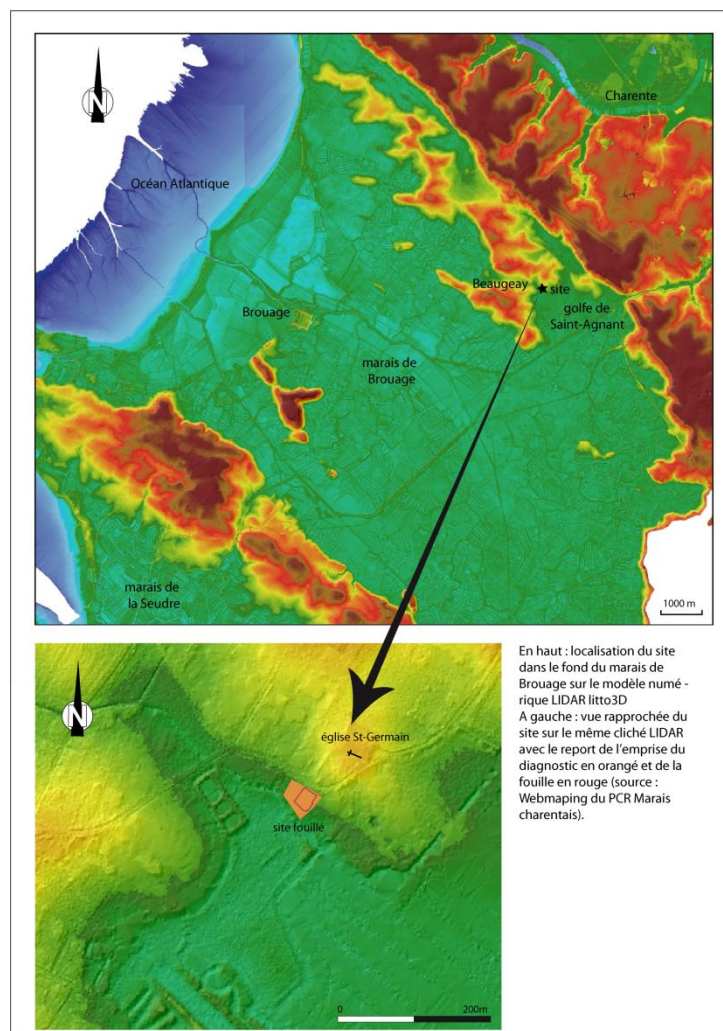 N
Charente
Océan Atlantique
Beaugeay
site
golfe de
Saint-Agnant
Brouage
marais de
Brouage
marais de
la Seudre
1000 m
N
église St-Germain
site fouillé
0
200m
En haut : localisation du site
dans le fond du marais de
Brouage sur le modèle numé -
rique LIDAR litto3D
A gauche : vue rapprochée du
site sur le même cliché LIDAR
avec le report de l'emprise du
diagnostic en orangé et de la
fouille en rouge (source :
Webmaping du PCR Marais
charentais).